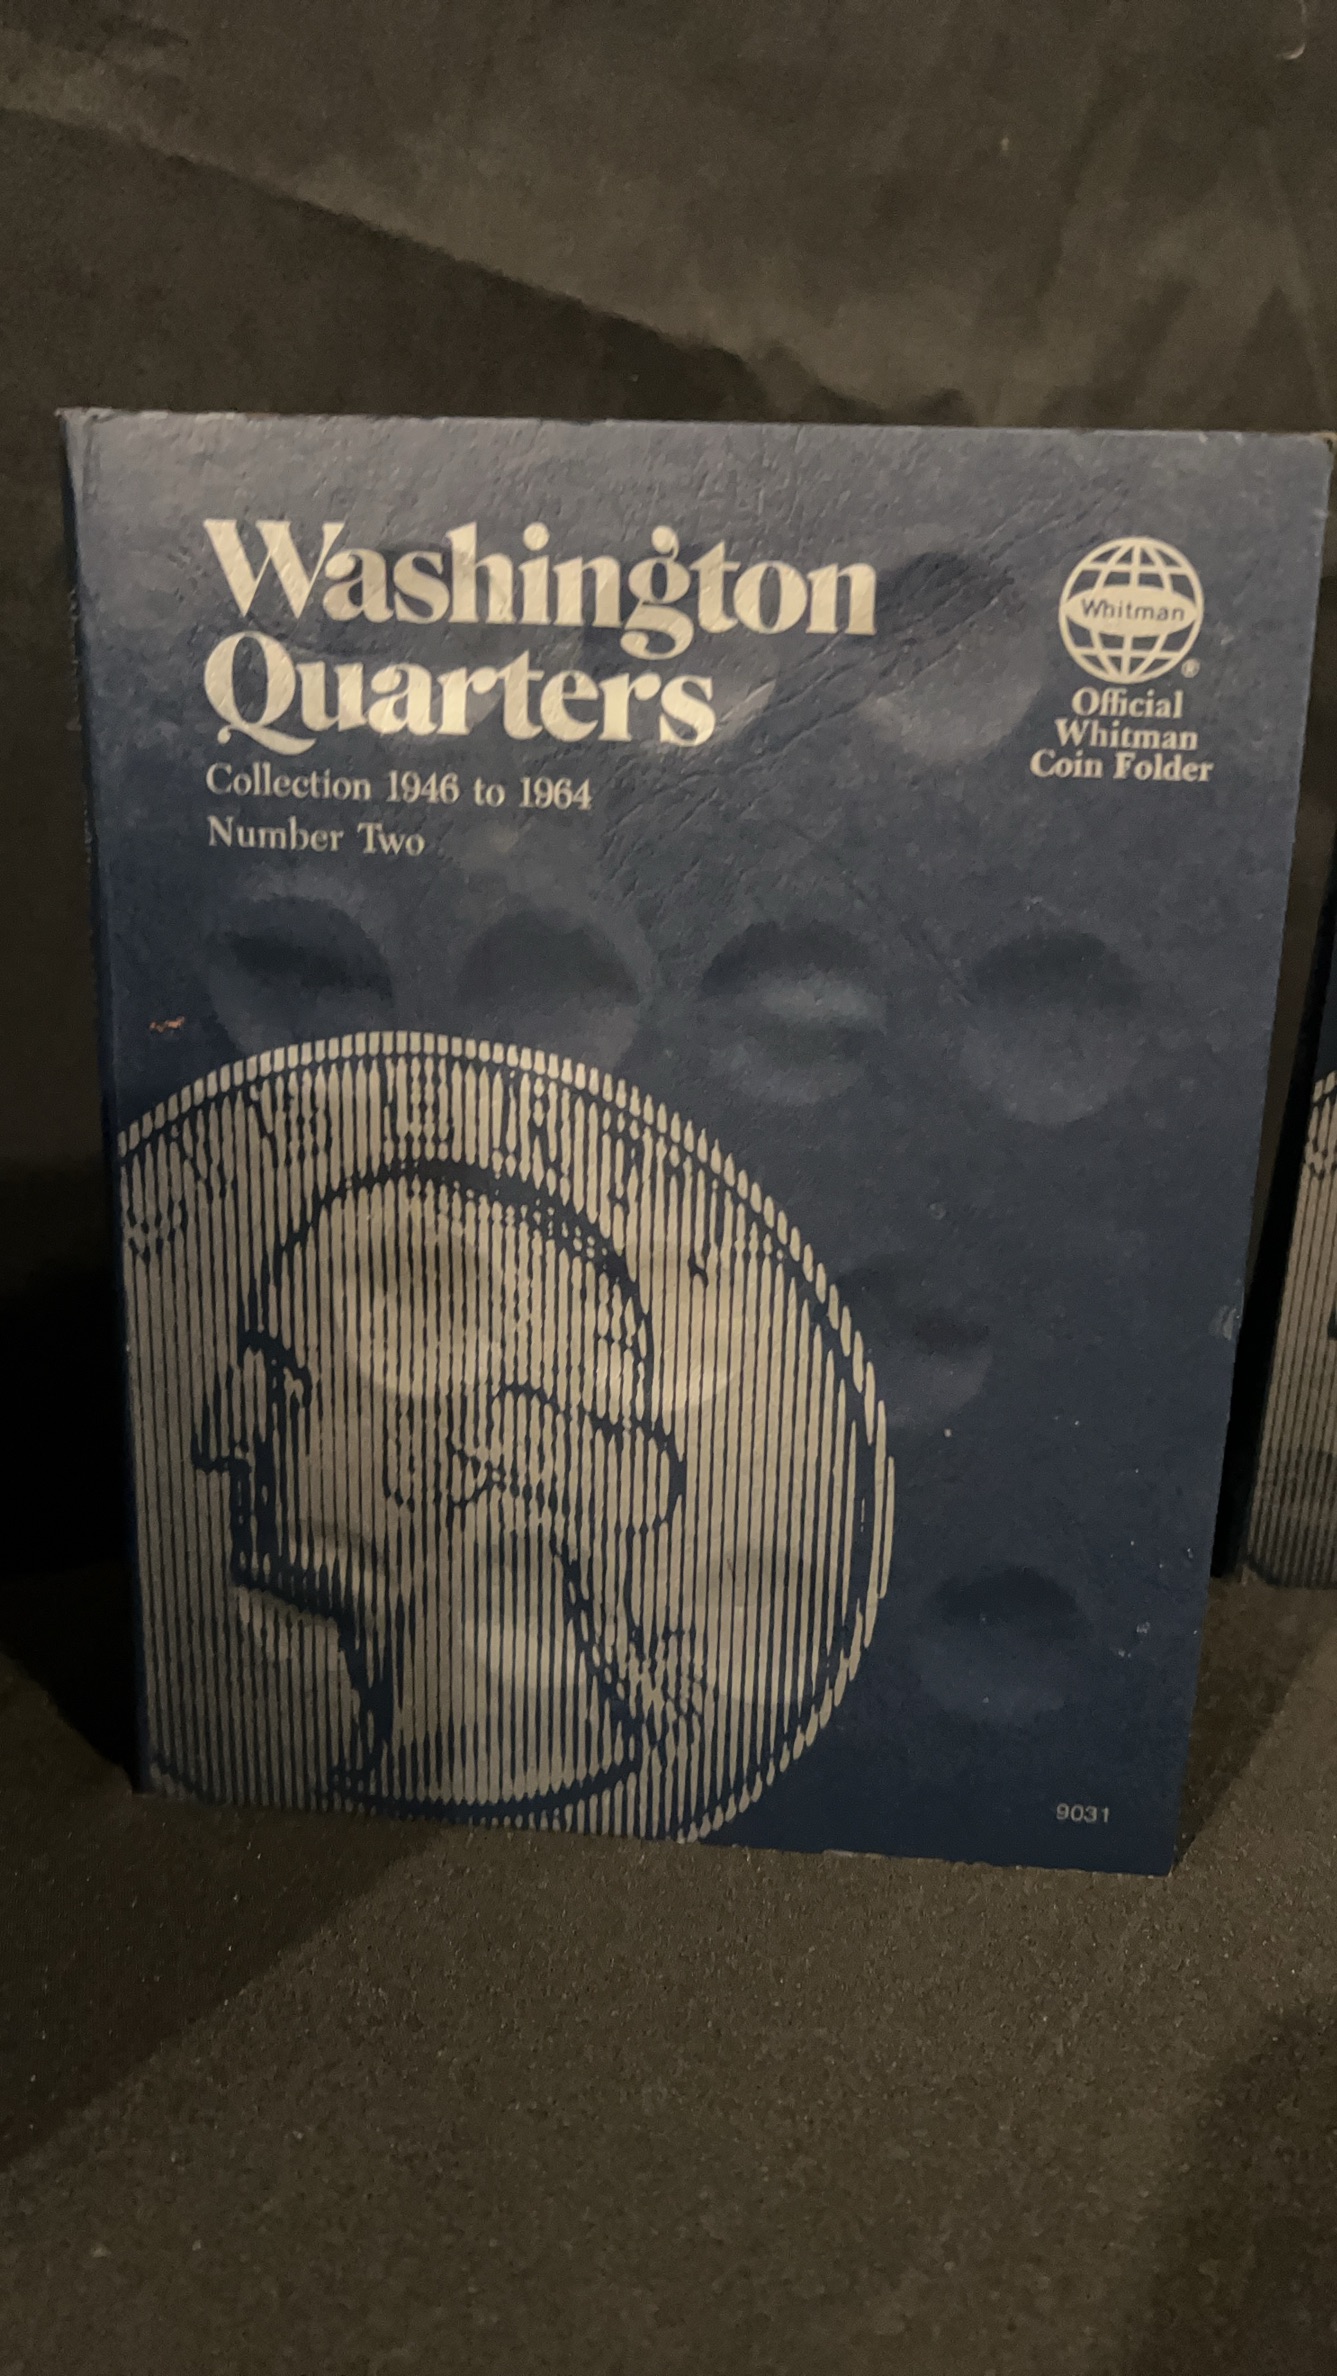 Washington
Quarters
Collection 1946 to 1964
Number Two
Whitman
®
Official
Whitman
Coin Folder
9031